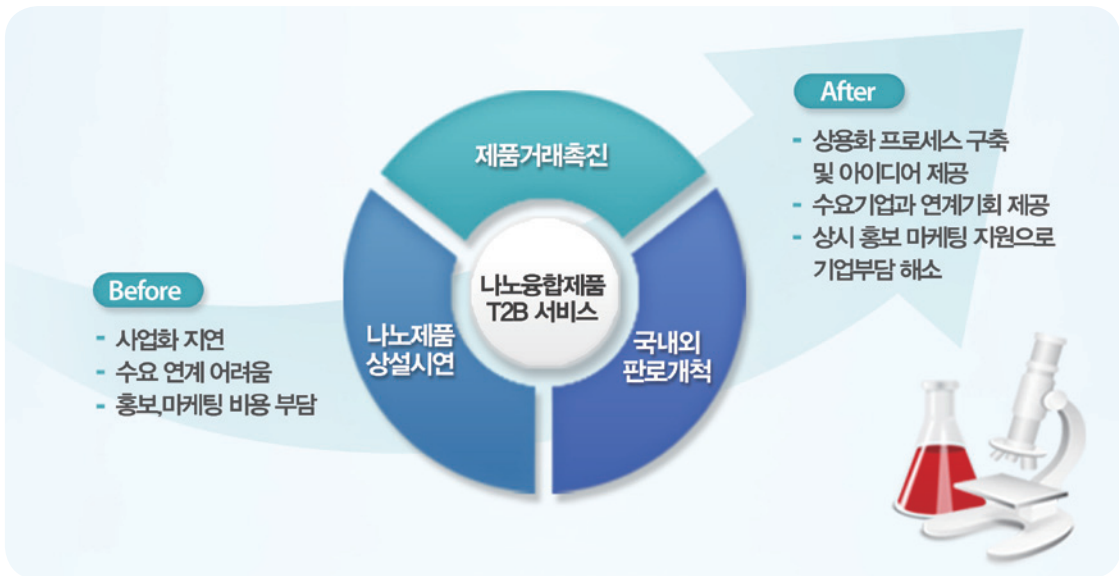 Before
- 사업화 지연
- 수요 연계 어려움
- 홍보,마케팅 비용 부담
제품거래촉진
나노제품
상설시연
나노융합제품
T2B 서비스
국내외
판로개척
After
- 상용화 프로세스 구축
및 아이디어 제공
- 수요기업과 연계기회 제공
- 상시 홍보 마케팅 지원으로
기업부담 해소